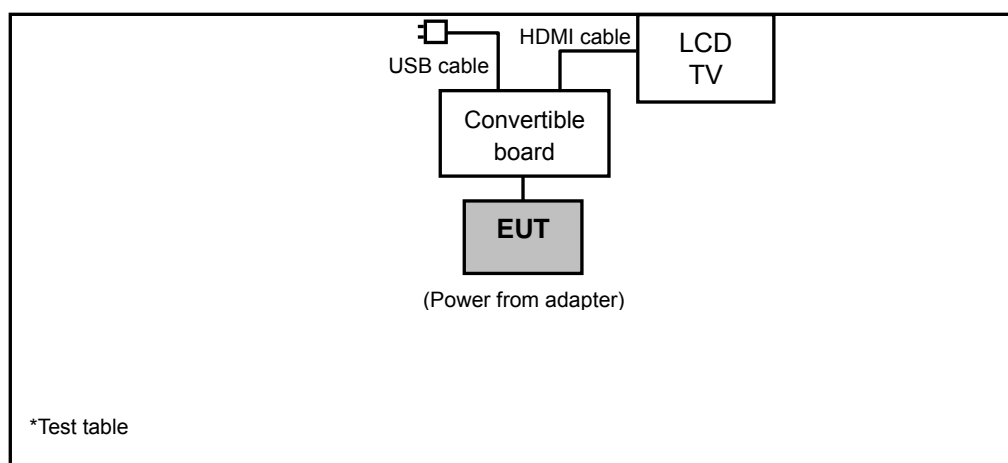 HDMI cable
LCD
TV
USB cable
Convertible
board
EUT
(Power from adapter)
*Test table